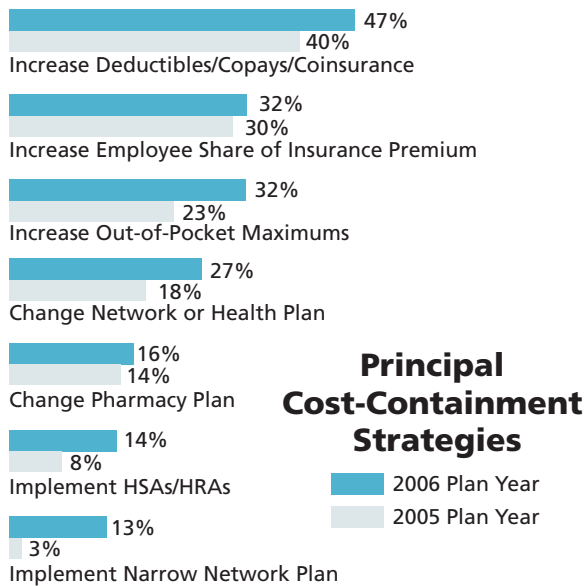 47%
40%
Increase Deductibles/Copays/Coinsurance
32%
30%
Increase Employee Share of Insurance Premium
32%
23%
Increase Out-of-Pocket Maximums
27%
18%
Change Network or Health Plan
16%
14%
Change Pharmacy Plan
14%
8%
Implement HSAs/HRAs
13%
3%
Implement Narrow Network Plan
Principal
Cost-Containment
Strategies
2006 Plan Year
2005 Plan Year